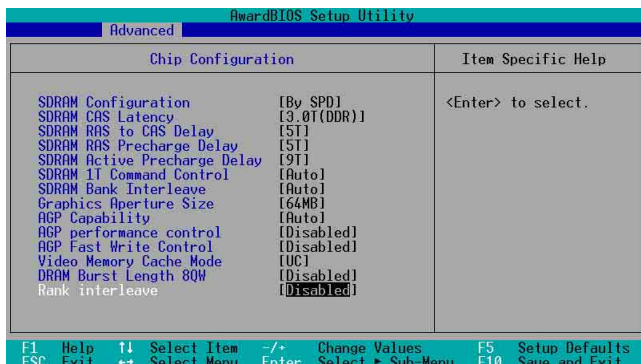 AwardBIOS Setup Utility
Advanced
Chip Configuration
Item Specific Help
SDRAM Configuration [By SPD]
SDRAM CAS Latency [3.0T(DDR)]
SDRAM RAS to CAS Delay [5T]
SDRAM RAS Precharge Delay [5T]
SDRAM Active Precharge Delay [9T]
SDRAM 1T Command Control [Auto]
SDRAM Bank Interleave [Auto]
Graphics Aperture Size [64MB]
AGP Capability [Auto]
AGP performance control [Disabled]
AGP Fast Write Control [Disabled]
Video Memory Cache Mode [UC]
DRAM Burst Length 8QW [Disabled]
Rank interleave [Disabled]
<Enter> to select.
F1 Help ↑↓ Select Item -/+ Change Values F5 Setup Defaults
ESC Exit ←→ Select Menu Enter Select ► Sub-Menu F10 Save and Exit